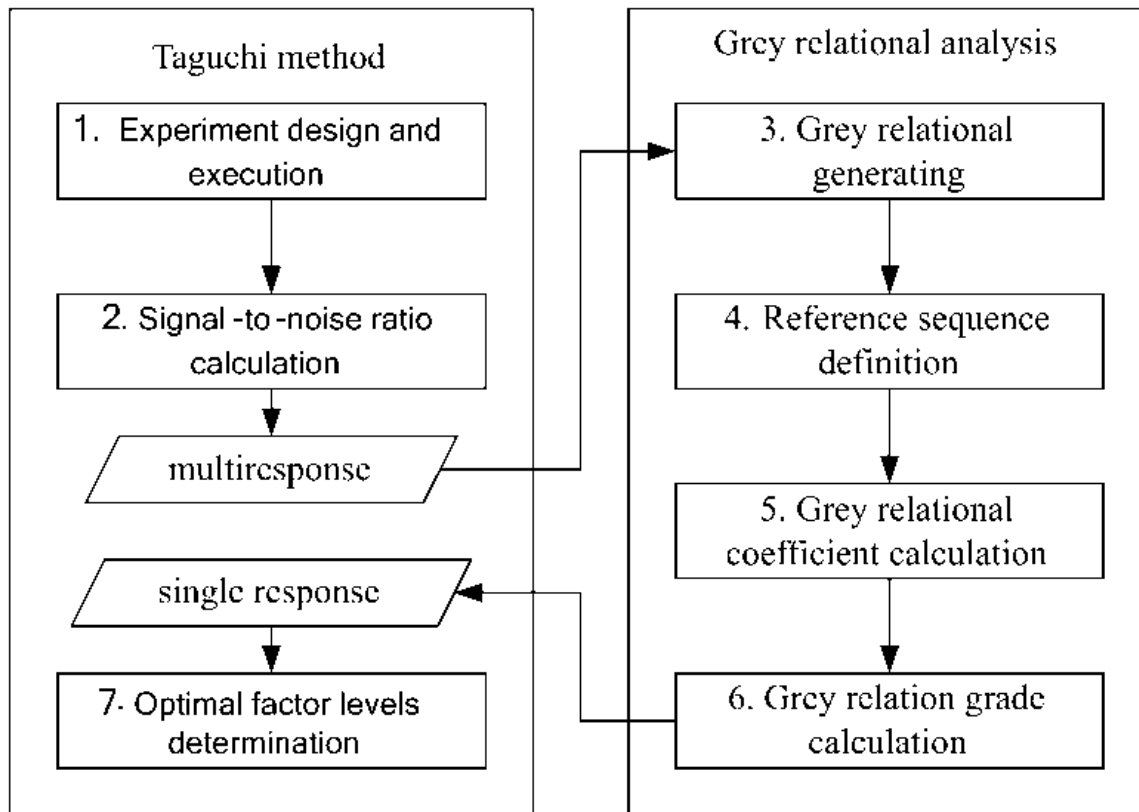 Taguchi method
1. Experiment design and
execution
2. Signal -to -noise ratio
calculation
multiresponse
single response
7. Optimal factor levels
determination
Grey relational analysis
3. Grey relational
generating
4. Reference sequence
definition
5. Grey relational
coefficient calculation
6. Grey relation grade
calculation